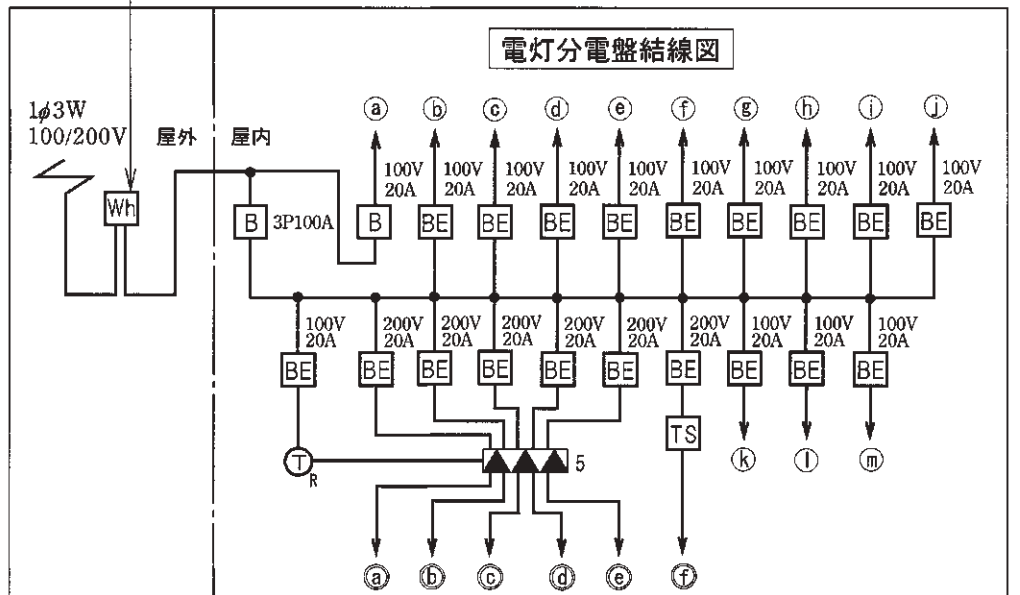 電灯分電盤結線図
1φ3W
100/200V
屋外
屋内
Wh
B
3P100A
ⓐ ⓑ ⓒ ⓓ ⓔ ⓕ ⓖ ⓗ ⓘ ⓙ
100V 100V 100V 100V 100V 100V 100V 100V 100V 100V
20A 20A 20A 20A 20A 20A 20A 20A 20A 20A
B BE BE BE BE BE BE BE BE BE
100V 200V 200V 200V 200V 200V 200V 100V 100V 100V
20A 20A 20A 20A 20A 20A 20A 20A 20A 20A
BE BE BE BE BE BE BE BE BE BE
TS
T
R
5
ⓚ ⓛ ⓜ
ⓐ ⓑ ⓒ ⓓ ⓔ ⓕ